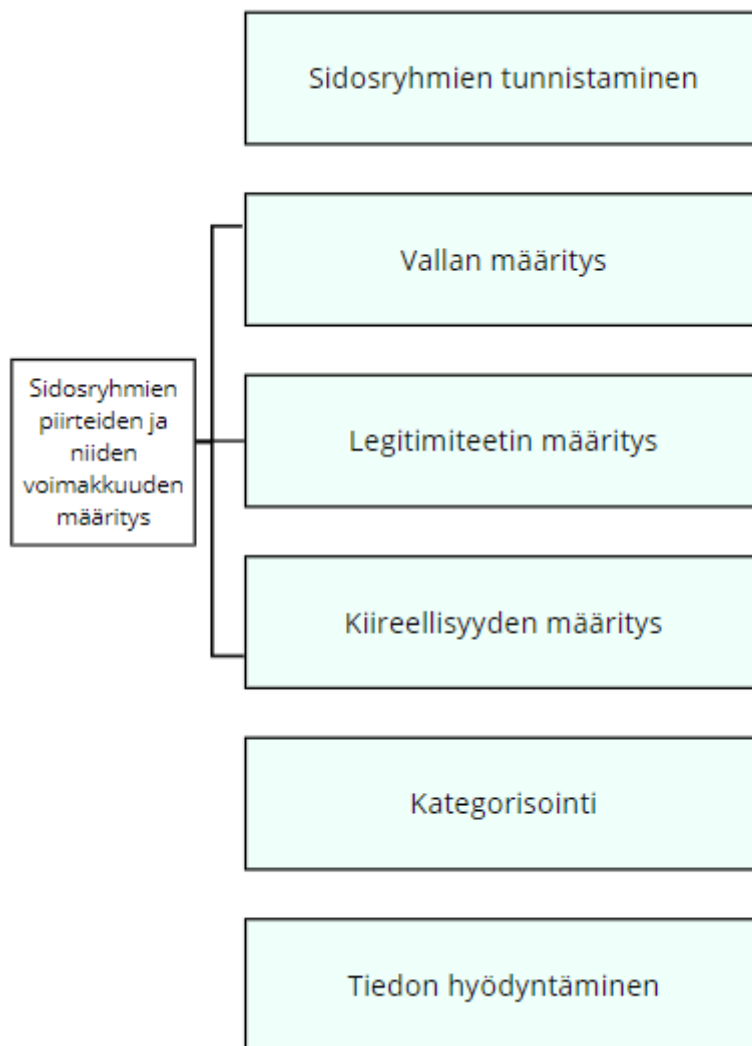 Sidosryhmien tunnistaminen
Vallan määritys
Sidosryhmien
piirteiden ja
niiden
voimakkuuden
määritys
Legitimiteetin määritys
Kiireellisyyden määritys
Kategorisointi
Tiedon hyödyntäminen